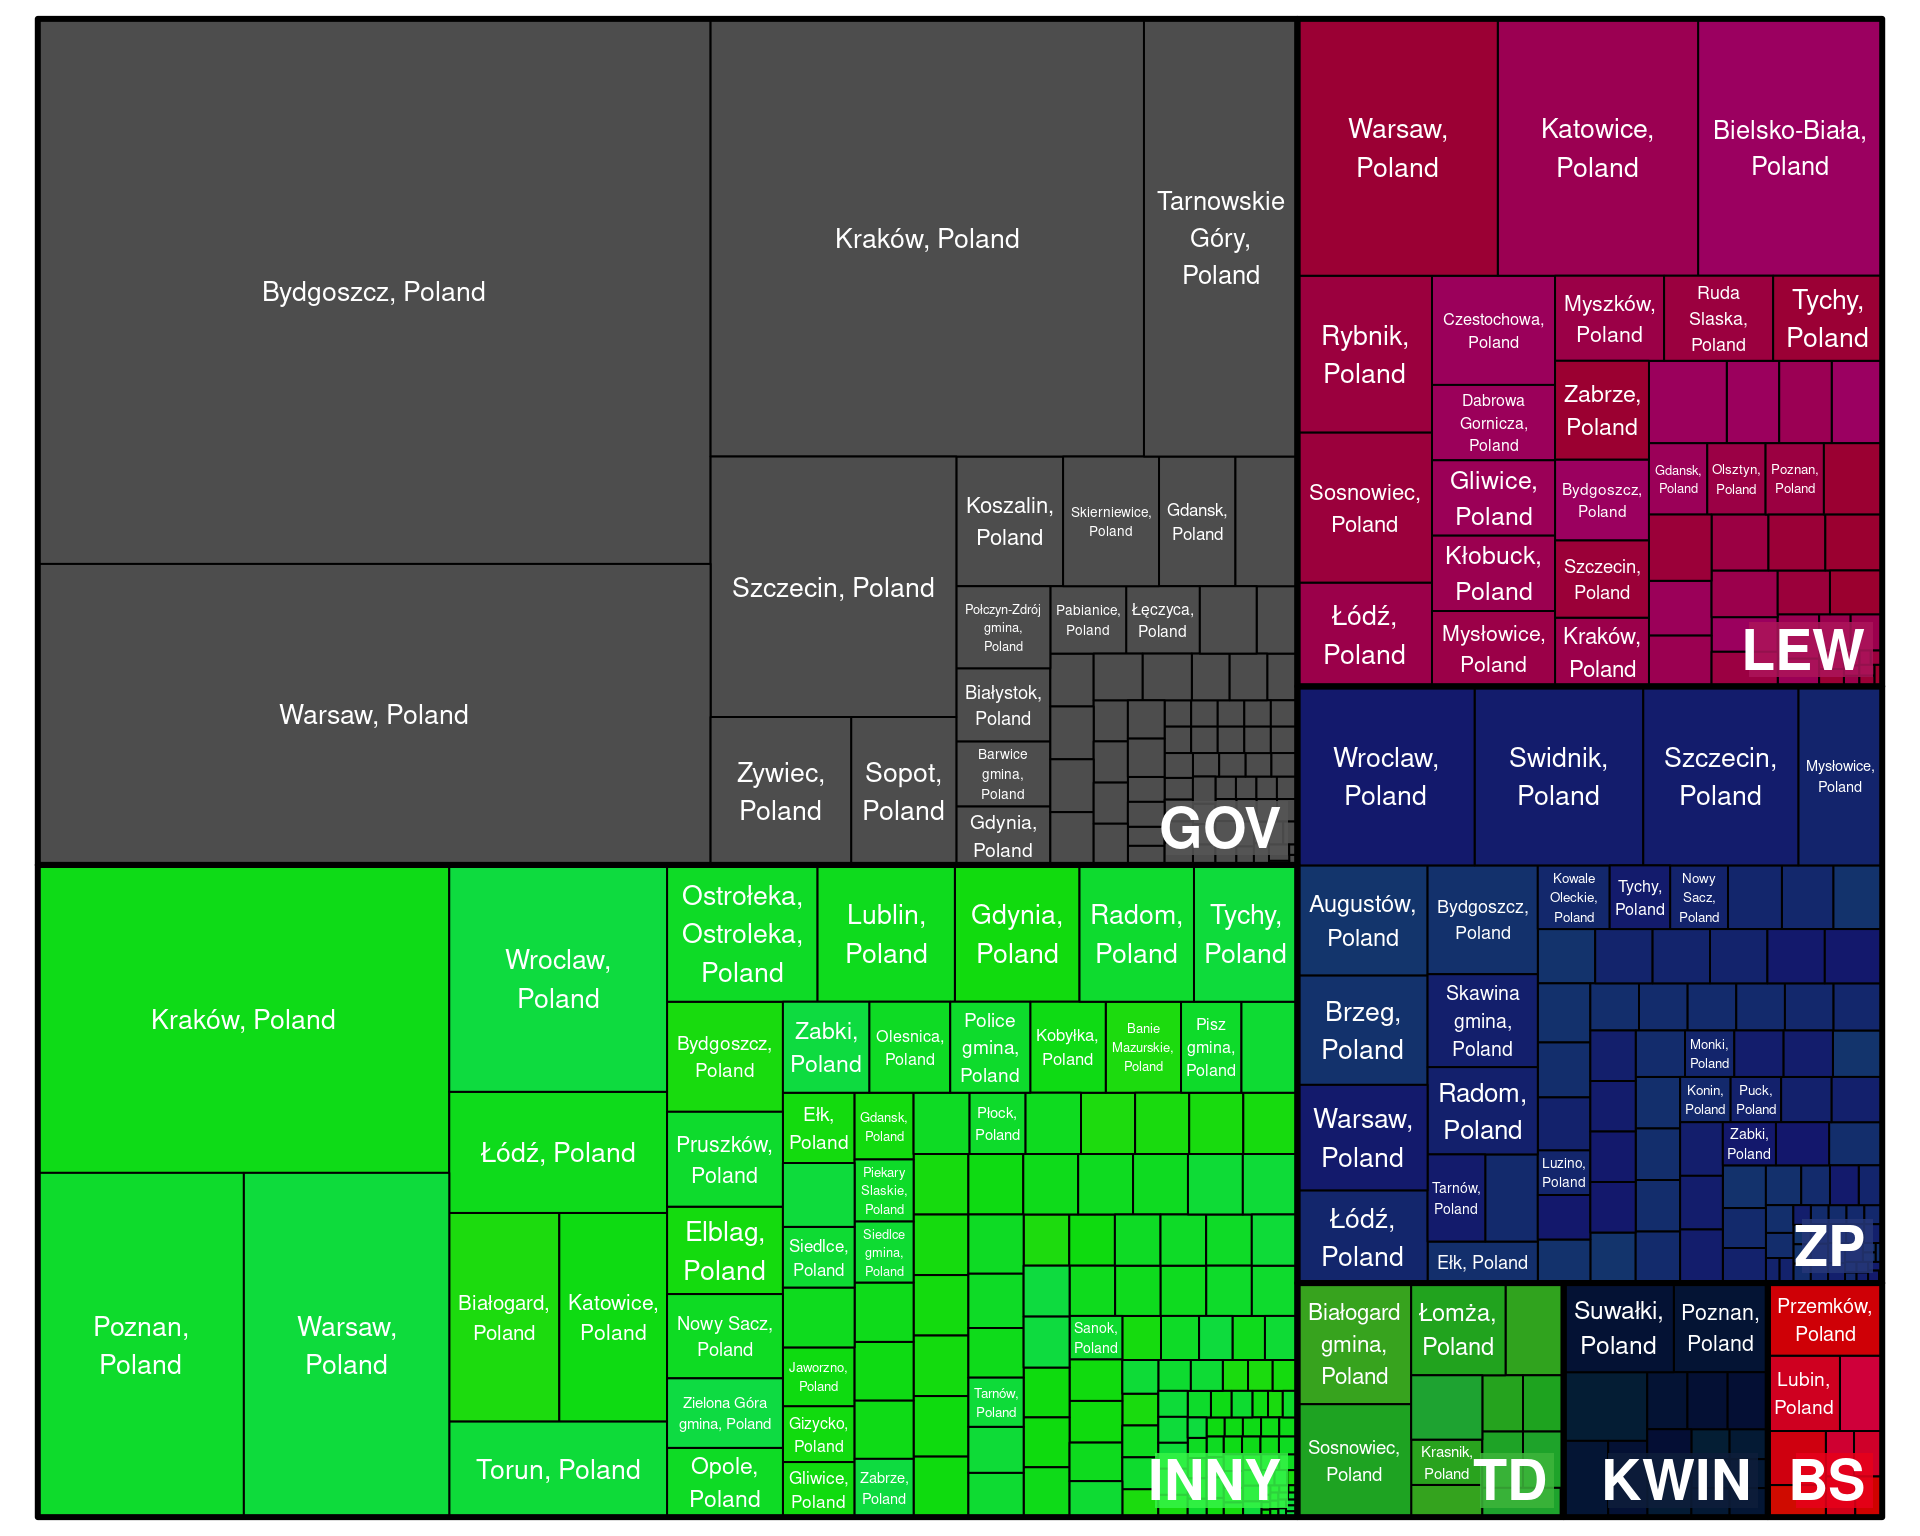 Bydgoszcz, Poland
Warsaw, Poland
Kraków, Poland
Tarnowskie
Góry,
Poland
Szczecin, Poland
Zywiec,
Poland
Sopot,
Poland
Koszalin,
Poland
Skierniewice,
Poland
Gdansk,
Poland
Połczyn-Zdrój
gmina,
Poland
Pabianice,
Poland
Łęczyca,
Poland
Białystok,
Poland
Barwice
gmina,
Poland
Gdynia,
Poland
GOV
Warsaw,
Poland
Katowice,
Poland
Bielsko-Biała,
Poland
Rybnik,
Poland
Sosnowiec,
Poland
Łódź,
Poland
Czestochowa,
Poland
Dabrowa
Gornicza,
Poland
Gliwice,
Poland
Kłobuck,
Poland
Mysłowice,
Poland
Myszków,
Poland
Ruda
Slaska,
Poland
Tychy,
Poland
Zabrze,
Poland
Bydgoszcz,
Poland
Szczecin,
Poland
Kraków,
Poland
Gdansk,
Poland
Olsztyn,
Poland
Poznan,
Poland
LEW
Kraków, Poland
Poznan,
Poland
Warsaw,
Poland
Wroclaw,
Poland
Łódź, Poland
Białogard,
Poland
Katowice,
Poland
Torun, Poland
Ostrołeka,
Ostroleka,
Poland
Lublin,
Poland
Gdynia,
Poland
Radom,
Poland
Tychy,
Poland
Bydgoszcz,
Poland
Pruszków,
Poland
Elblag,
Poland
Nowy Sacz,
Poland
Zielona Góra
gmina, Poland
Opole,
Poland
Zabki,
Poland
Olesnica,
Poland
Police
gmina,
Poland
Kobyłka,
Poland
Banie
Mazurskie,
Poland
Pisz
gmina,
Poland
Ełk,
Poland
Siedlce,
Poland
Jaworzno,
Poland
Gizycko,
Poland
Gliwice,
Poland
Gdansk,
Poland
Piekary
Slaskie,
Poland
Siedlce
gmina,
Poland
Zabrze,
Poland
Płock,
Poland
Tarnów,
Poland
Sanok,
Poland
INNY
Wroclaw,
Poland
Swidnik,
Poland
Szczecin,
Poland
Mysłowice,
Poland
Augustów,
Poland
Brzeg,
Poland
Warsaw,
Poland
Łódź,
Poland
Bydgoszcz,
Poland
Skawina
gmina,
Poland
Radom,
Poland
Tarnów,
Poland
Ełk, Poland
Kowale
Oleckie,
Poland
Tychy,
Poland
Nowy
Sacz,
Poland
Luzino,
Poland
Monki,
Poland
Konin,
Poland
Puck,
Poland
Zabki,
Poland
ZP
Białogard
gmina,
Poland
Sosnowiec,
Poland
Łomża,
Poland
Krasnik,
Poland
TD
Suwałki,
Poland
Poznan,
Poland
KWIN
Przemków,
Poland
Lubin,
Poland
BS